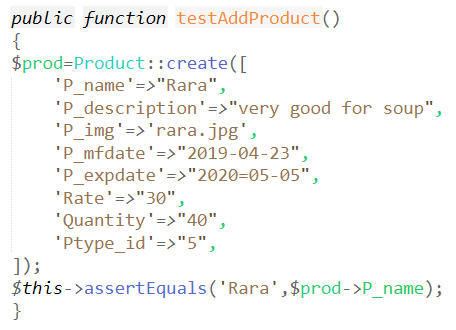 public function testAddProduct()
{
$prod=Product::create([
'P_name'=>"Rara",
'P_description'=>"very good for soup",
'P_img'=>'rara.jpg',
'P_mfdate'=>"2019-04-23",
'P_expdate'=>"2020=05-05",
'Rate'=>"30",
'Quantity'=>"40",
'Ptype_id'=>"5",
]);
$this->assertEquals('Rara',$prod->P_name);
}